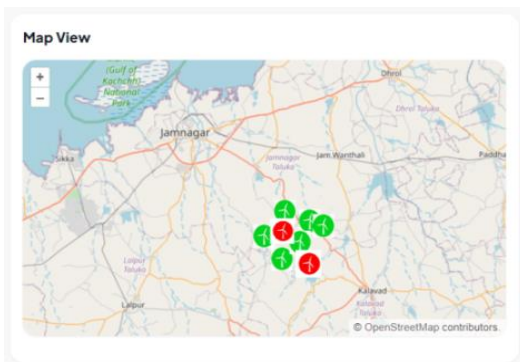 Map View
(Gulf of
Kachchh)
National
Park
Dhrol
Dhrol Taluka
Jamnagar
Sikka
Jamnagar
Taluka
Jam Wanthali
Paddha
Lalpur
Taluka
Lalpur
Kalavad
Kalavad
Taluka
© OpenStreetMap contributors.